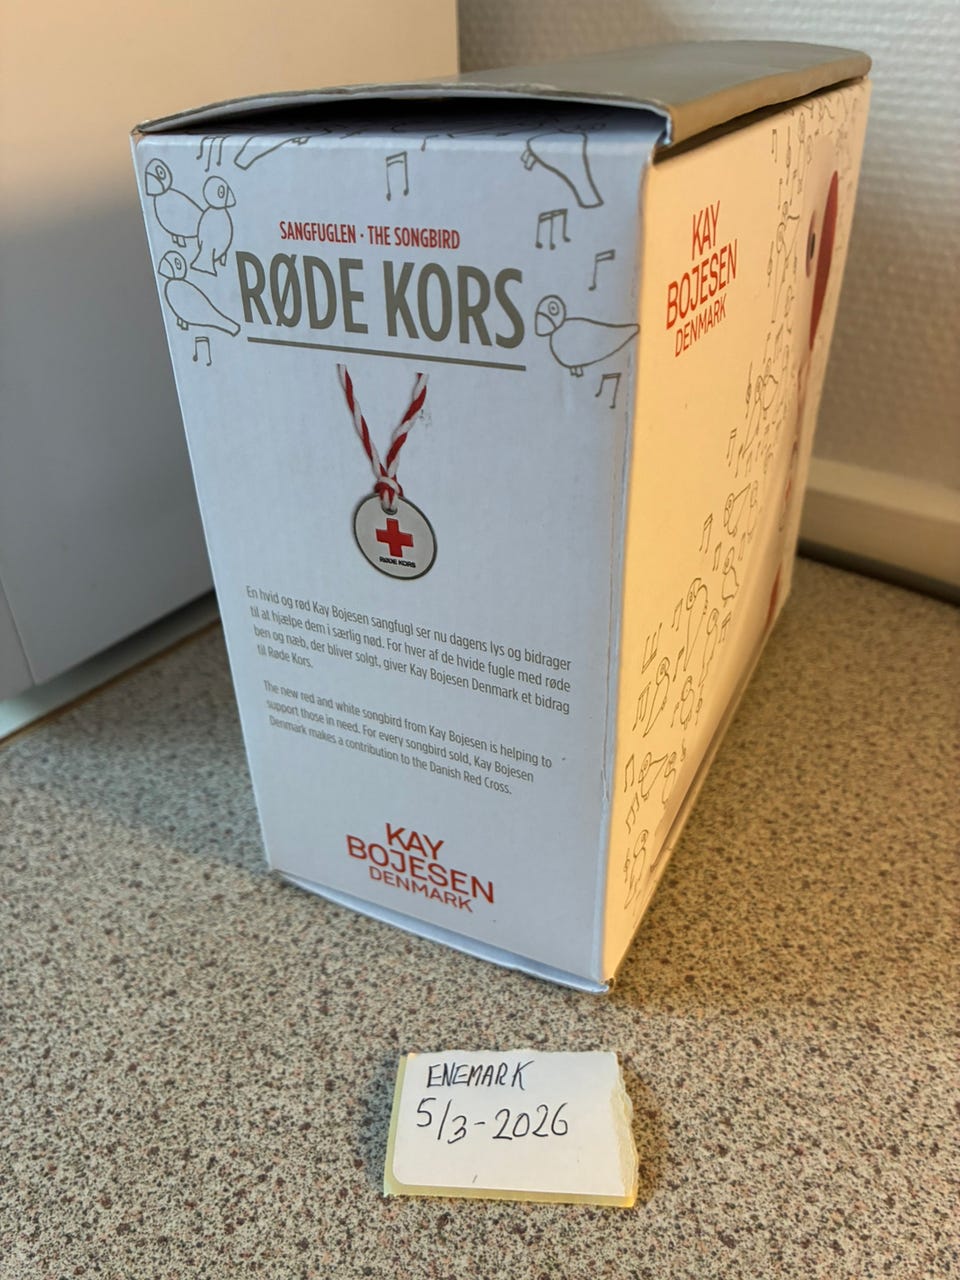 SANGFUGLEN · THE SONGBIRD
RØDE KORS
RØDE KORS
En hvid og rød Kay Bojesen sangfugl ser nu dagens lys og bidrager
til at hjælpe dem i særlig nød. For hver af de hvide fugle med røde
ben og næb, der bliver solgt, giver Kay Bojesen Denmark et bidrag
til Røde Kors.
The new red and white songbird from Kay Bojesen is helping to
support those in need. For every songbird sold, Kay Bojesen
Denmark makes a contribution to the Danish Red Cross.
KAY
BOJESEN
DENMARK
KAY
BOJESEN
DENMARK
ENEMARK
5/3-2026